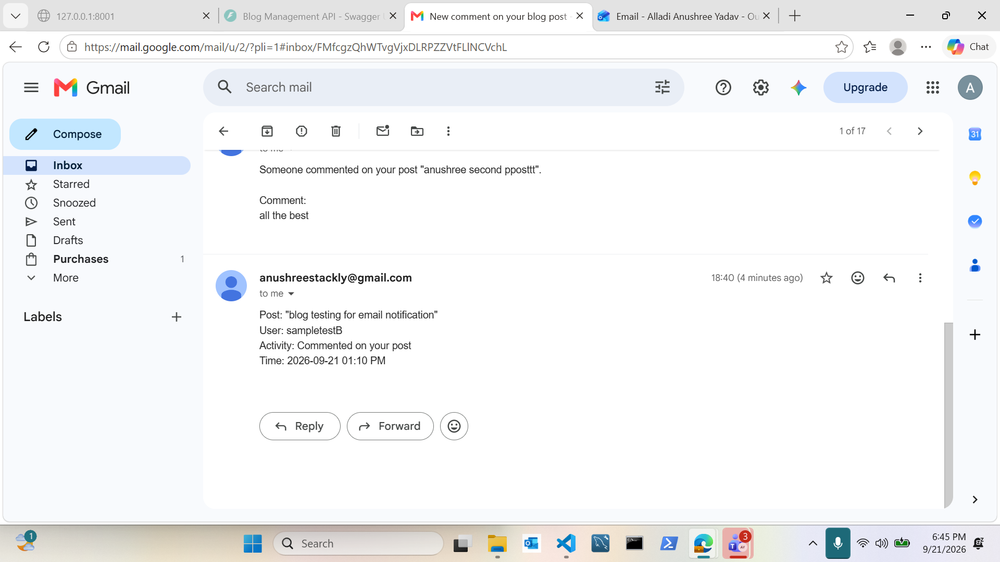 127.0.0.1:8001
Blog Management API - Swagger U
New comment on your blog post -
Email - Alladi Anushree Yadav - Ou
https://mail.google.com/mail/u/2/?pli=1#inbox/FMfcgzQhWTvgVjxDLRPZZVtFLlNCVchL
Chat
Gmail
Search mail
Upgrade
A
Compose
1 of 17
31
to me
Inbox
Someone commented on your post "anushree second pposttt".
Starred
Snoozed
Comment:
all the best
Sent
Drafts
Purchases 1
More
anushreestackly@gmail.com
18:40 (4 minutes ago)
to me
Labels
Post: "blog testing for email notification"
User: sampletestB
Activity: Commented on your post
Time: 2026-09-21 01:10 PM
Reply
Forward
1
Search
3
T
AY
6:45 PM
9/21/2026